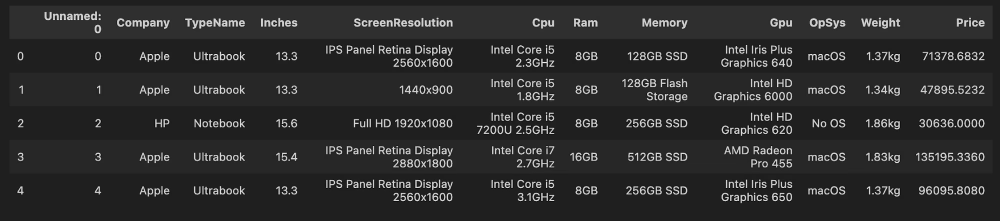 Unnamed: 0 Company TypeName Inches ScreenResolution Cpu Ram Memory Gpu OpSys Weight Price
0 0 Apple Ultrabook 13.3 IPS Panel Retina Display 2560x1600 Intel Core i5 2.3GHz 8GB 128GB SSD Intel Iris Plus Graphics 640 macOS 1.37kg 71378.6832
1 1 Apple Ultrabook 13.3 1440x900 Intel Core i5 1.8GHz 8GB 128GB Flash Storage Intel HD Graphics 6000 macOS 1.34kg 47895.5232
2 2 HP Notebook 15.6 Full HD 1920x1080 Intel Core i5 7200U 2.5GHz 8GB 256GB SSD Intel HD Graphics 620 No OS 1.86kg 30636.0000
3 3 Apple Ultrabook 15.4 IPS Panel Retina Display 2880x1800 Intel Core i7 2.7GHz 16GB 512GB SSD AMD Radeon Pro 455 macOS 1.83kg 135195.3360
4 4 Apple Ultrabook 13.3 IPS Panel Retina Display 2560x1600 Intel Core i5 3.1GHz 8GB 256GB SSD Intel Iris Plus Graphics 650 macOS 1.37kg 96095.8080